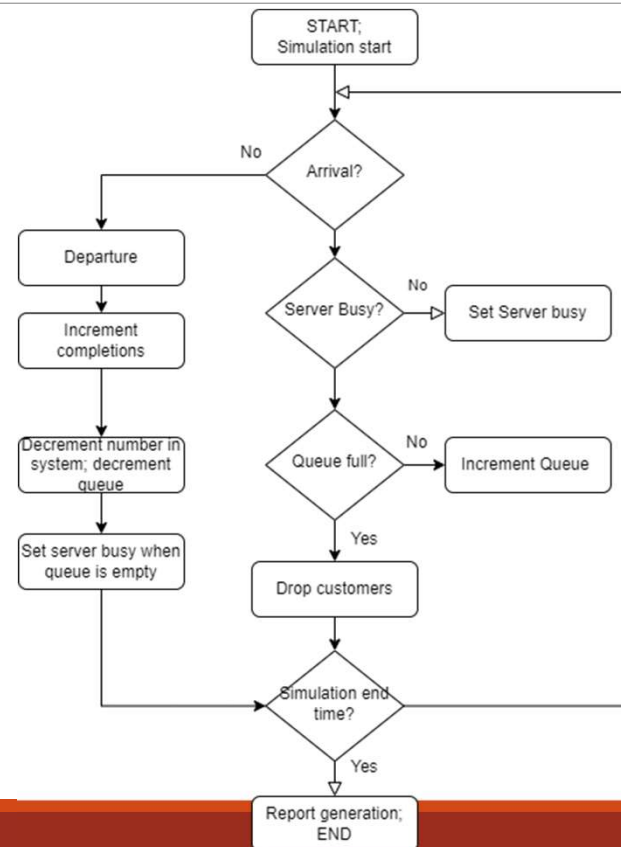 START;
Simulation start
No
Arrival?
Departure
Increment
completions
Decrement number in
system; decrement
queue
Set server busy when
queue is empty
Server Busy?
No
Set Server busy
Queue full?
No
Increment Queue
Yes
Drop customers
Simulation end
time?
Yes
Report generation;
END